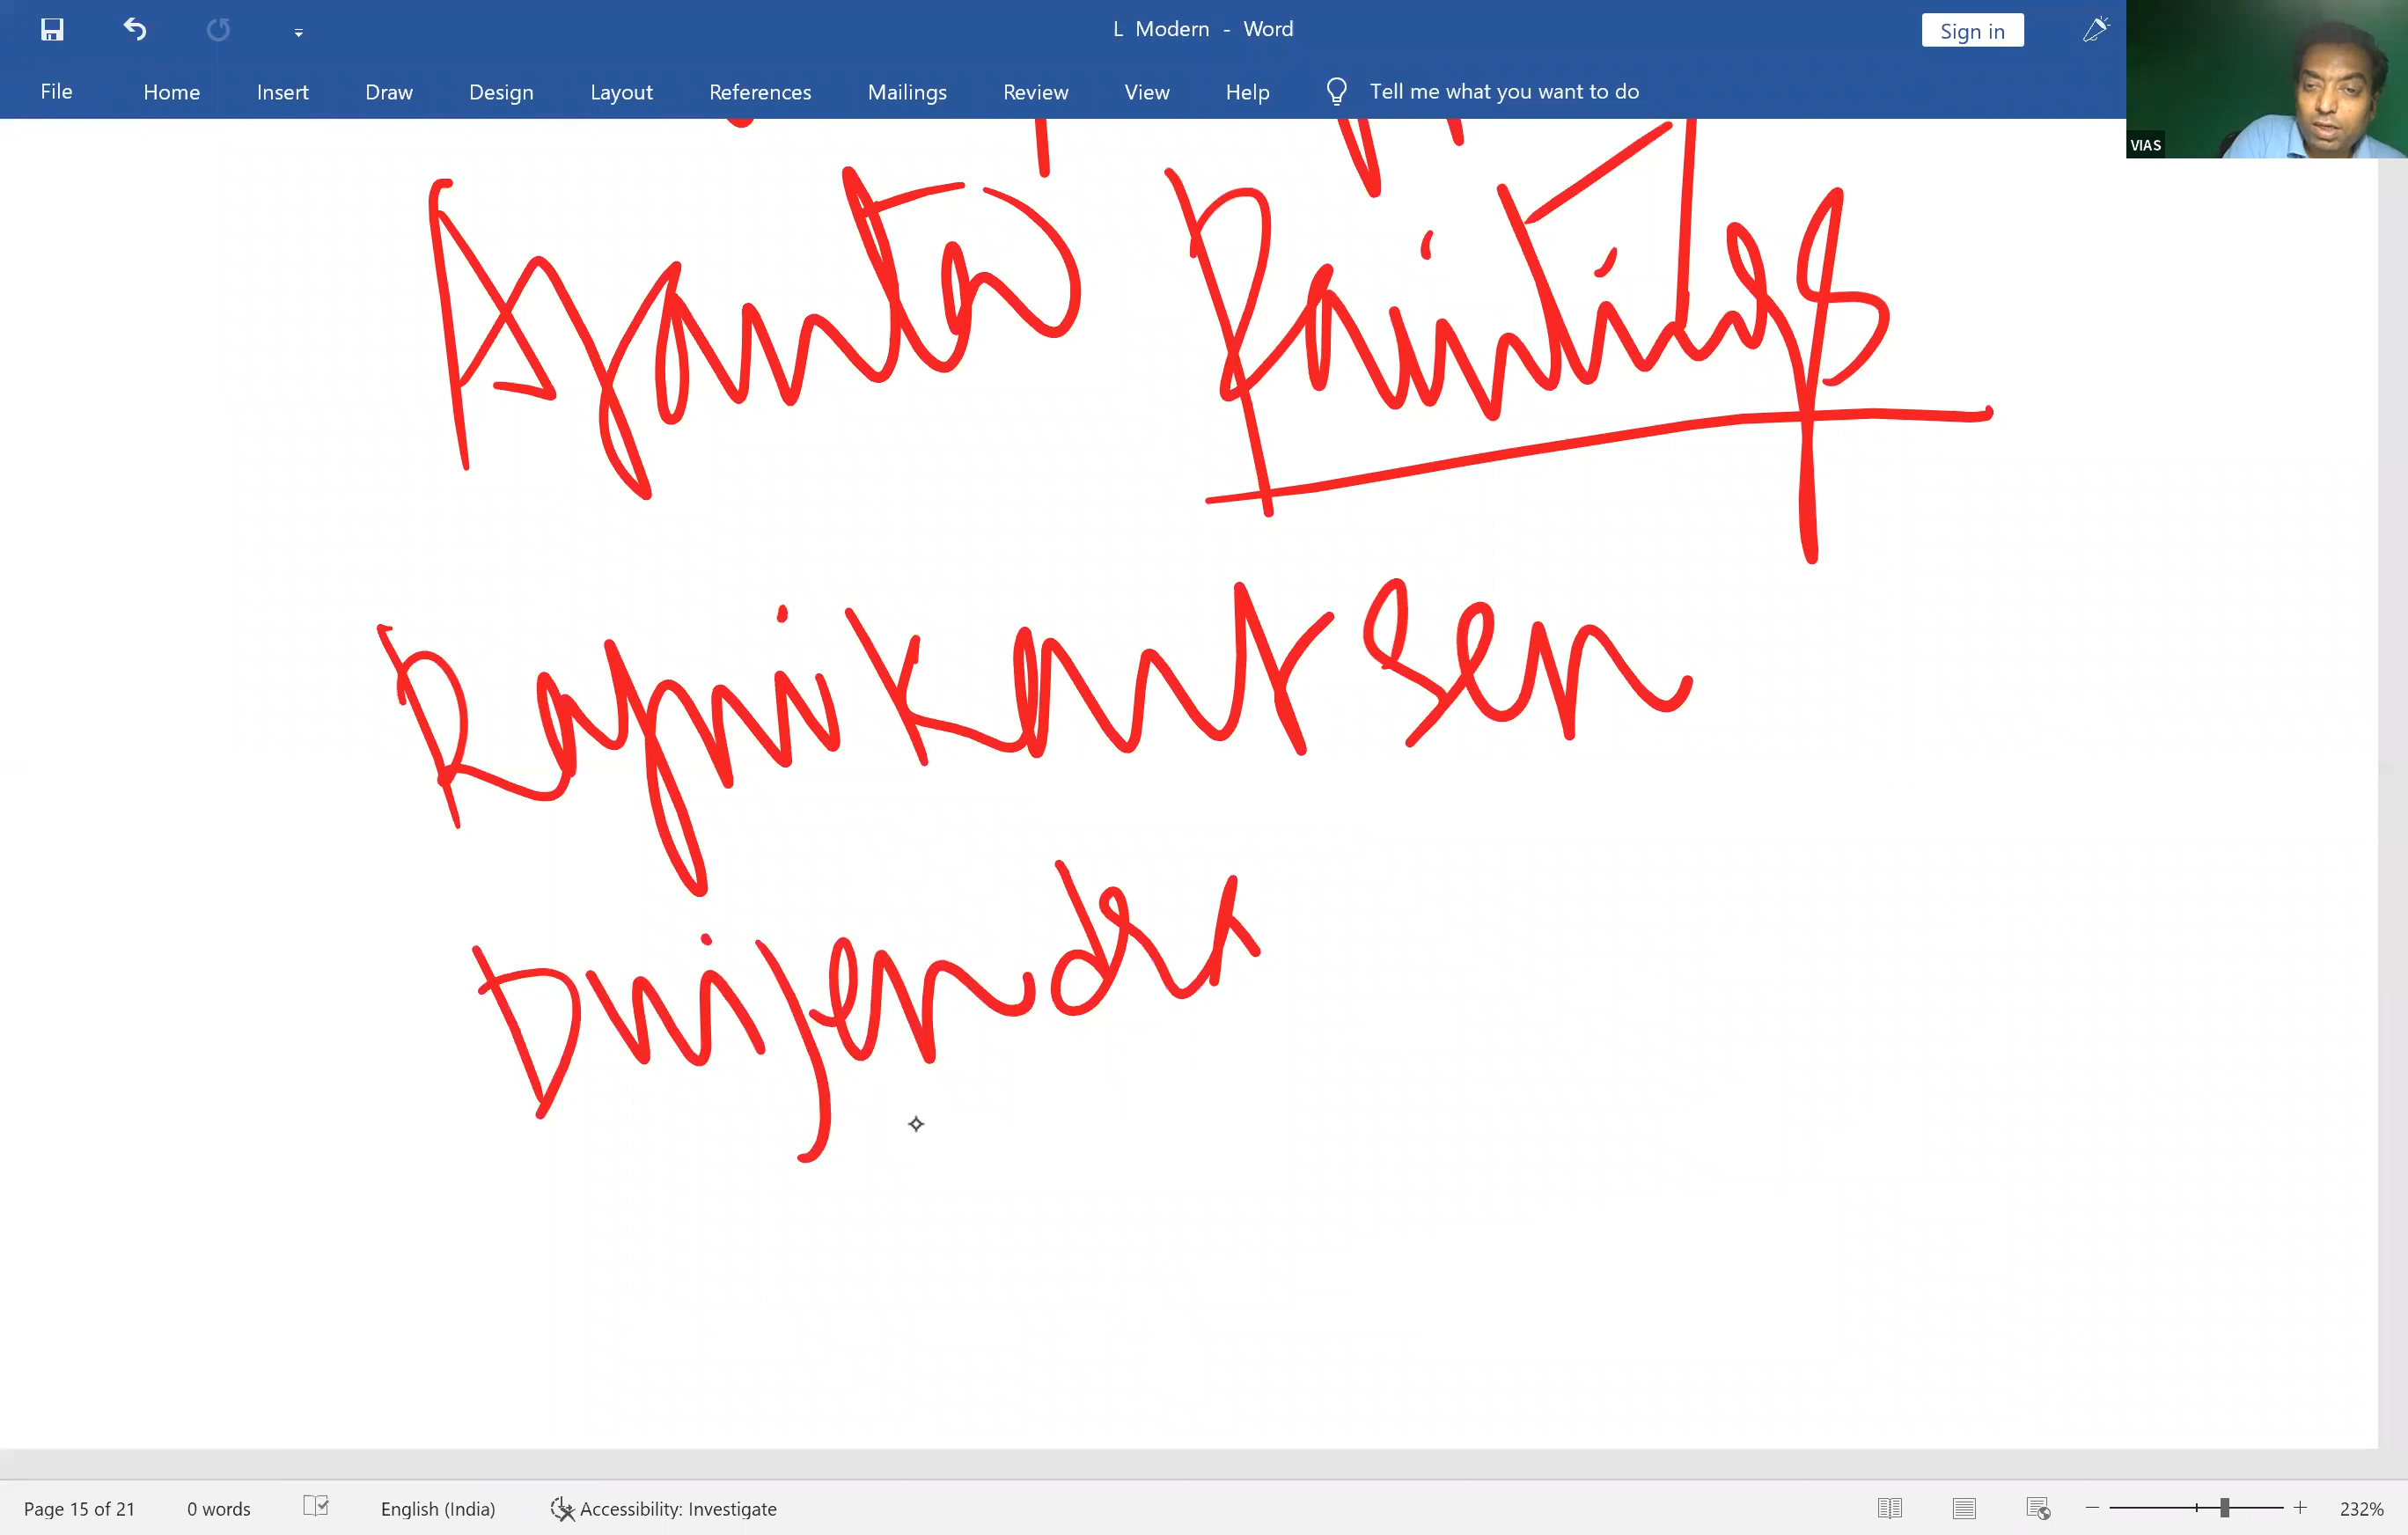 L Modern - Word
Sign in
File Home Insert Draw Design Layout References Mailings Review View Help Tell me what you want to do
VIAS
Ajanta Paintings
Rajnikant Sen
Dwijendr
Page 15 of 21 0 words English (India) Accessibility: Investigate 232%